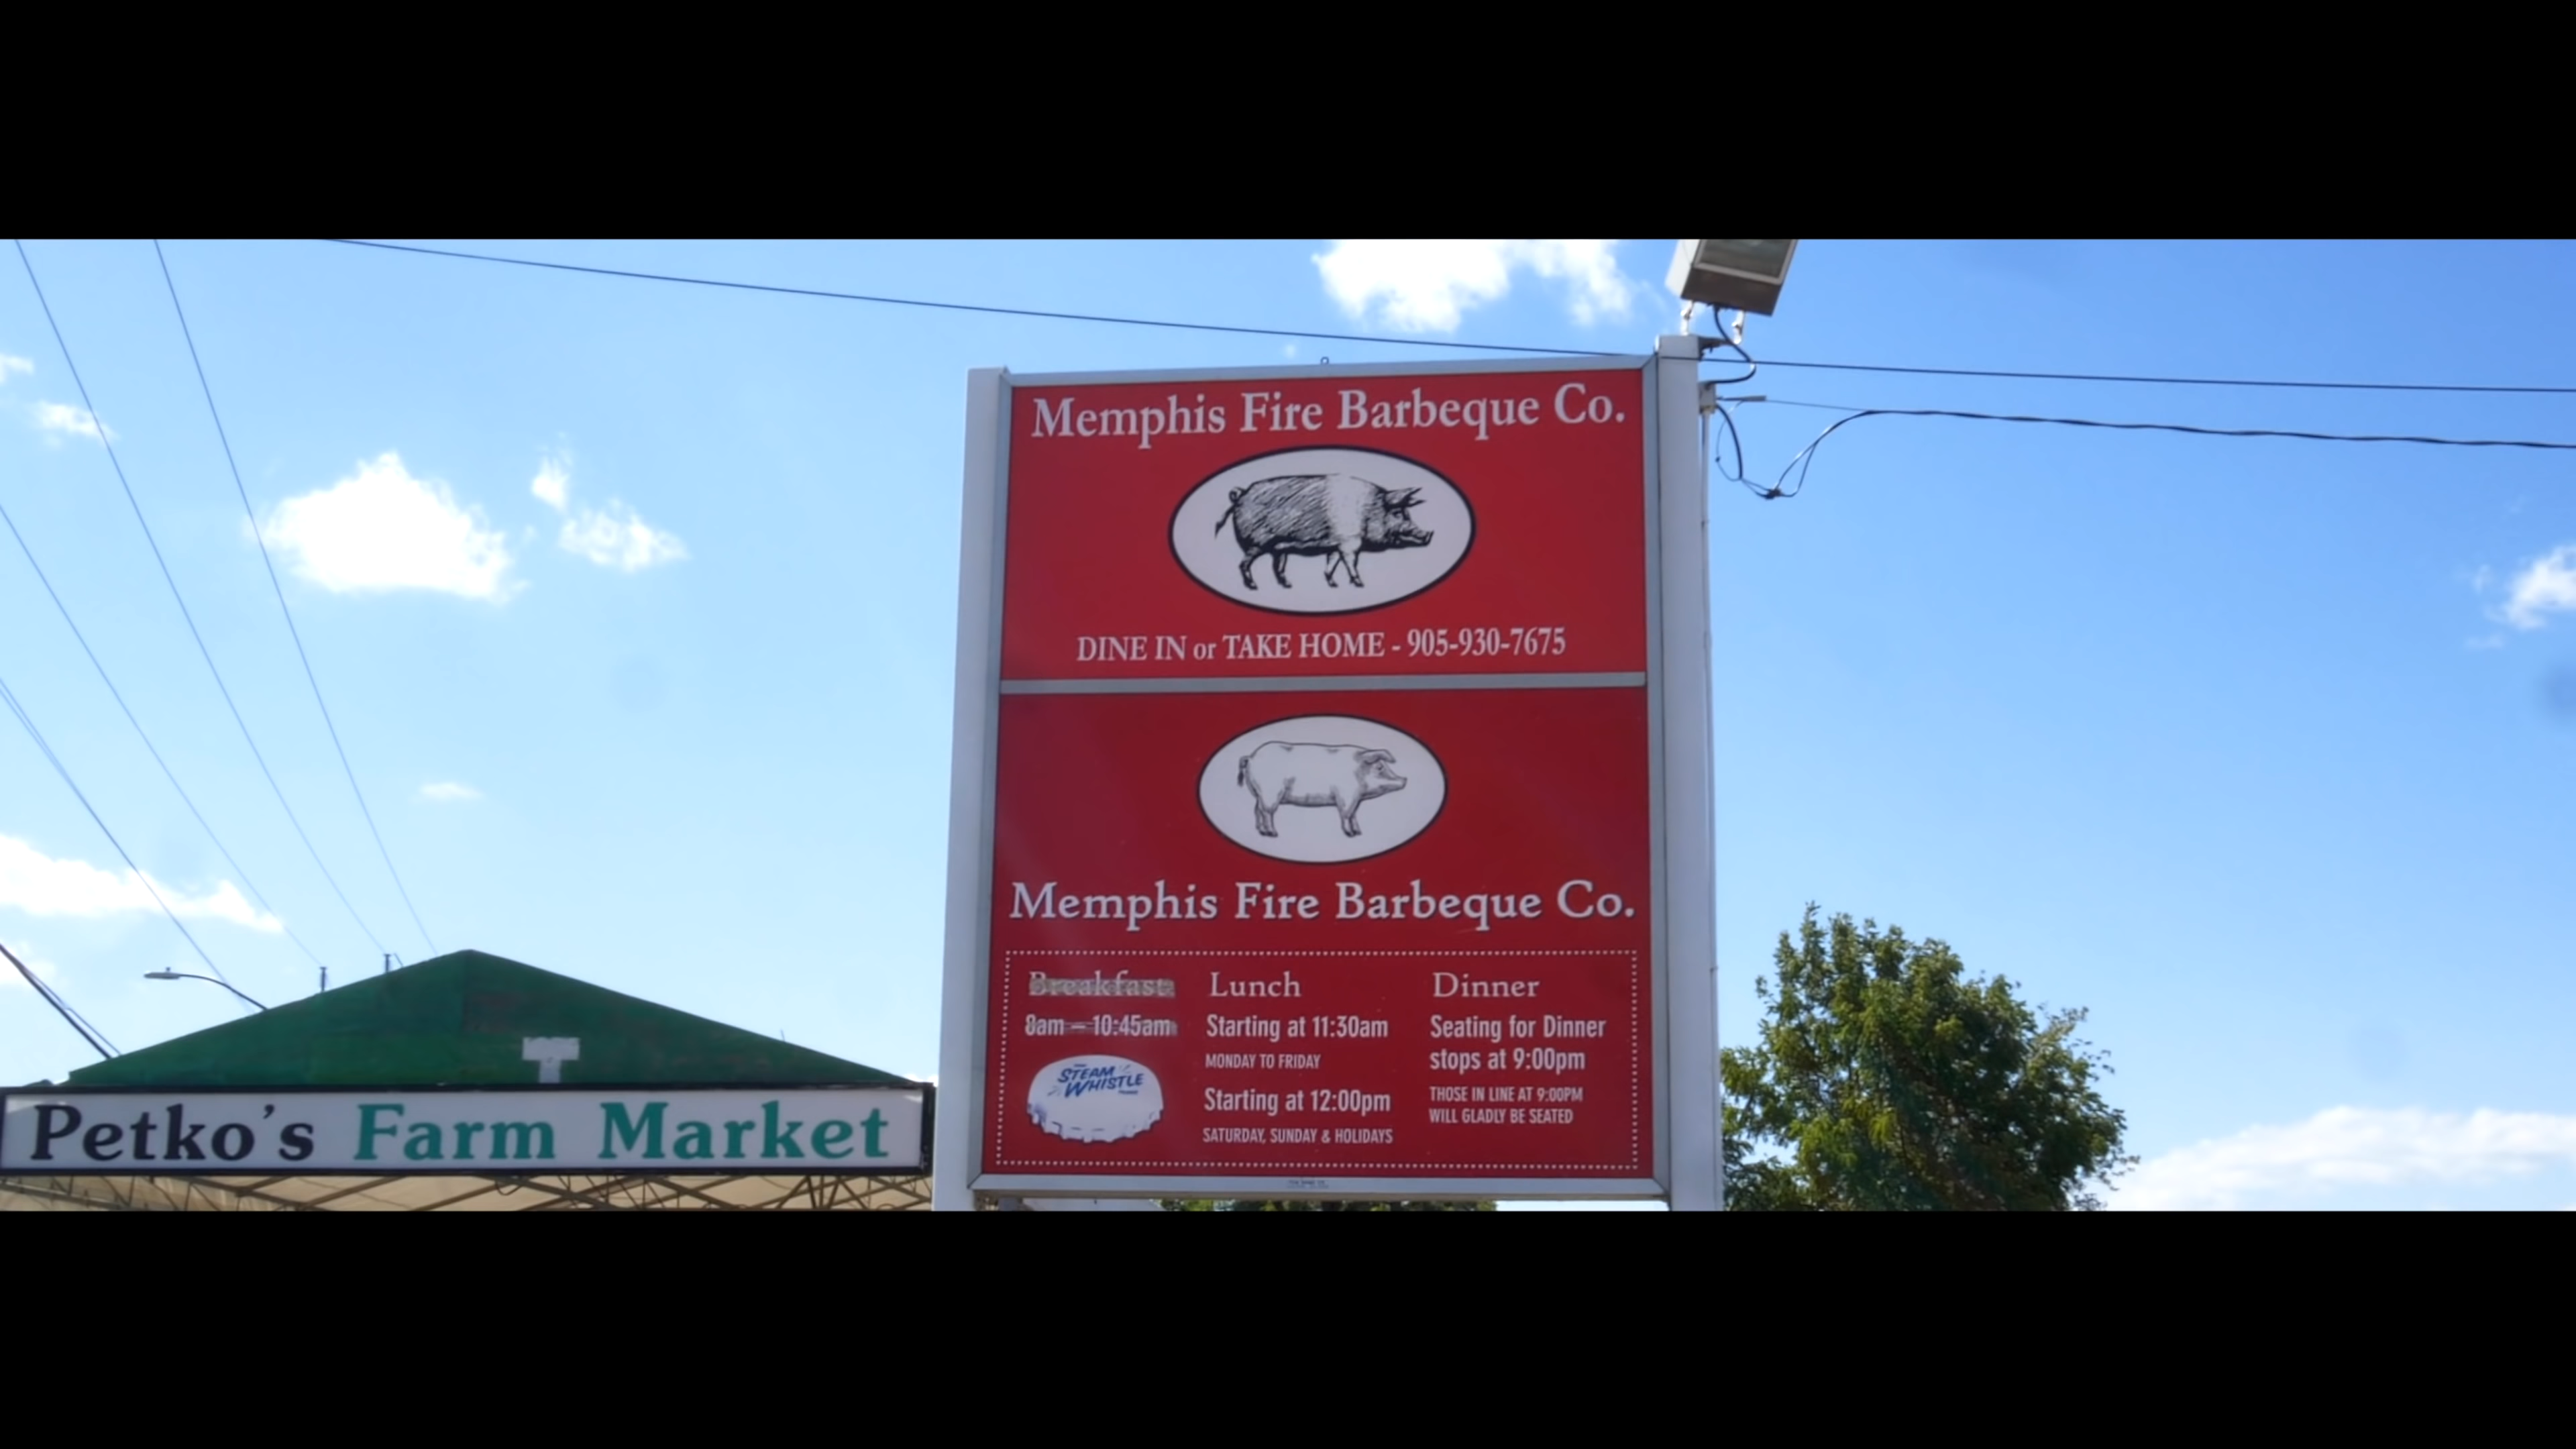 Memphis Fire Barbeque Co.
DINE IN or TAKE HOME - 905-930-7675
Memphis Fire Barbeque Co.
Breakfast
8am - 10:45am
STEAM
WHISTLE
Lunch
Starting at 11:30am
MONDAY TO FRIDAY
Starting at 12:00pm
SATURDAY, SUNDAY & HOLIDAYS
Dinner
Seating for Dinner
stops at 9:00pm
THOSE IN LINE AT 9:00PM
WILL GLADLY BE SEATED
Petko's Farm Market